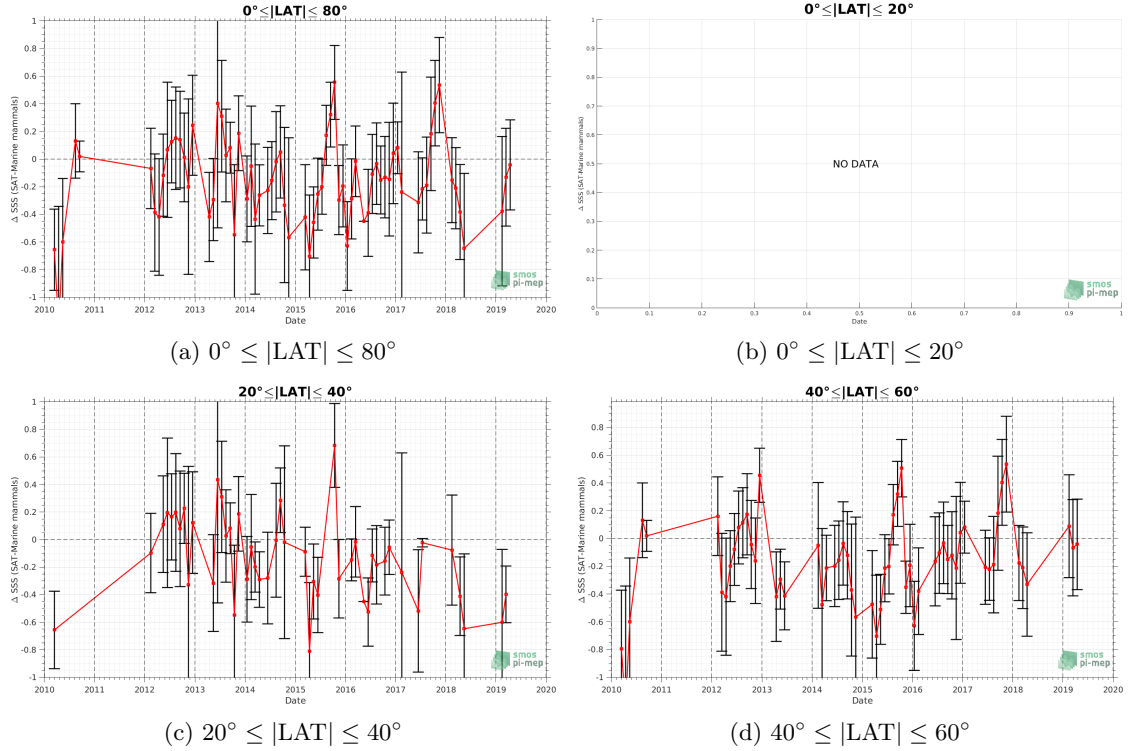 0°≤|LAT|≤ 80°
Δ SSS (SAT-Marine mammals)
1
0.8
0.6
0.4
0.2
0
-0.2
-0.4
-0.6
-0.8
-1
2010 2011 2012 2013 2014 2015 2016 2017 2018 2019 2020
Date
smos
pi-mep
(a) 0° ≤ |LAT| ≤ 80°
0°≤|LAT|≤ 20°
Δ SSS (SAT-Marine mammals)
1
0.9
0.8
0.7
0.6
0.5
0.4
0.3
0.2
0.1
0
NO DATA
0 0.1 0.2 0.3 0.4 0.5 0.6 0.7 0.8 0.9 1
Date
smos
pi-mep
(b) 0° ≤ |LAT| ≤ 20°
20°≤|LAT|≤ 40°
Δ SSS (SAT-Marine mammals)
1
0.8
0.6
0.4
0.2
0
-0.2
-0.4
-0.6
-0.8
-1
2010 2011 2012 2013 2014 2015 2016 2017 2018 2019 2020
Date
smos
pi-mep
(c) 20° ≤ |LAT| ≤ 40°
40°≤|LAT|≤ 60°
Δ SSS (SAT-Marine mammals)
0.8
0.6
0.4
0.2
0
-0.2
-0.4
-0.6
-0.8
-1
2010 2011 2012 2013 2014 2015 2016 2017 2018 2019 2020
Date
smos
pi-mep
(d) 40° ≤ |LAT| ≤ 60°